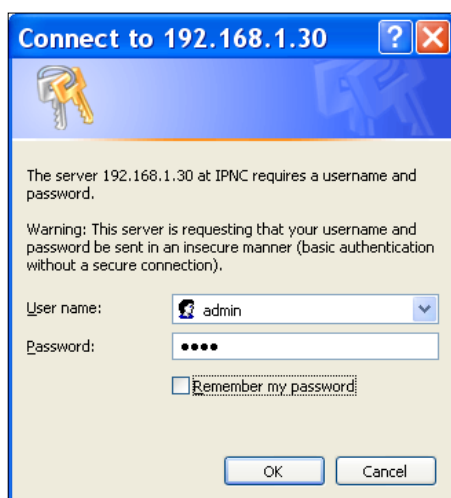 Connect to 192.168.1.30
The server 192.168.1.30 at IPNC requires a username and
password.
Warning: This server is requesting that your username and
password be sent in an insecure manner (basic authentication
without a secure connection).
User name:
admin
Password:
••••
Remember my password
OK
Cancel